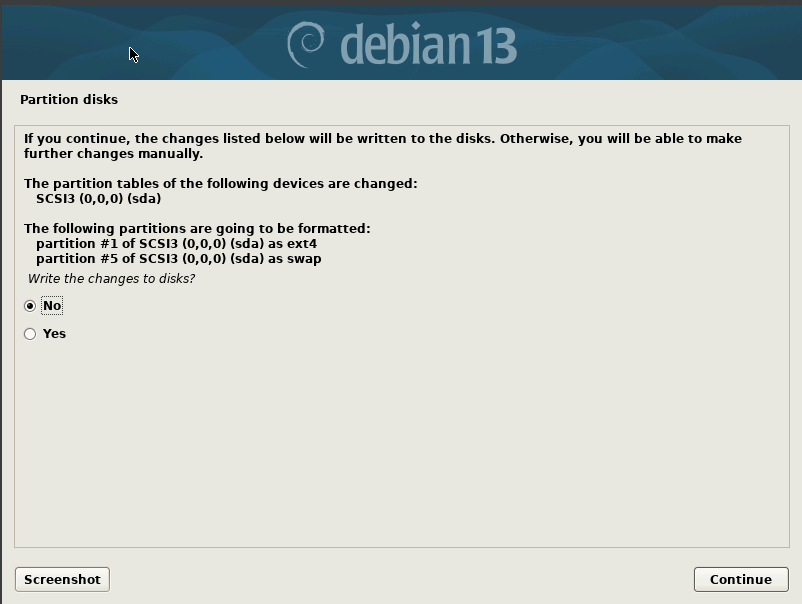 debian 13
Partition disks
If you continue, the changes listed below will be written to the disks. Otherwise, you will be able to make
further changes manually.
The partition tables of the following devices are changed:
SCSI3 (0,0,0) (sda)
The following partitions are going to be formatted:
partition #1 of SCSI3 (0,0,0) (sda) as ext4
partition #5 of SCSI3 (0,0,0) (sda) as swap
Write the changes to disks?
No
Yes
Screenshot
Continue